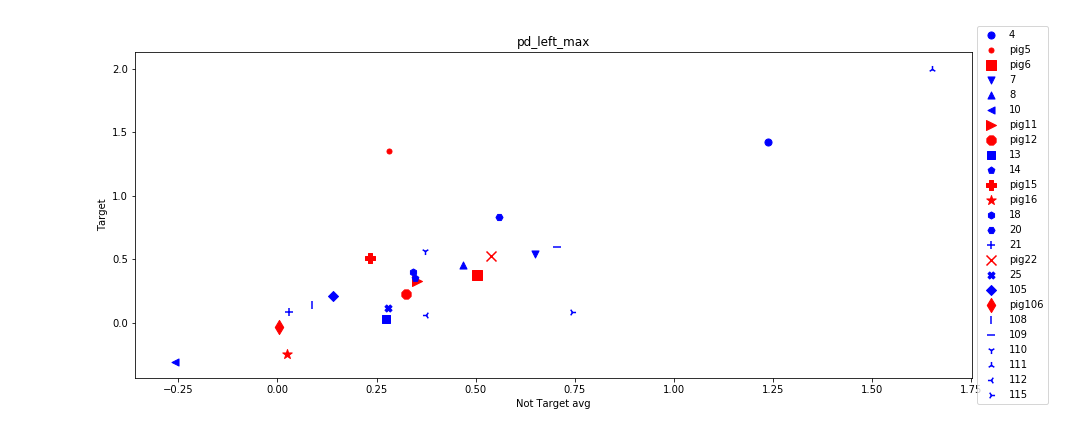 pd_left_max
Target
2.0
1.5
1.0
0.5
0.0
−0.25
0.00
0.25
0.50
0.75
1.00
1.25
1.50
1.75
Not Target avg
4
pig5
pig6
7
8
10
pig11
pig12
13
14
pig15
pig16
18
20
21
pig22
25
105
pig106
108
109
110
111
112
115